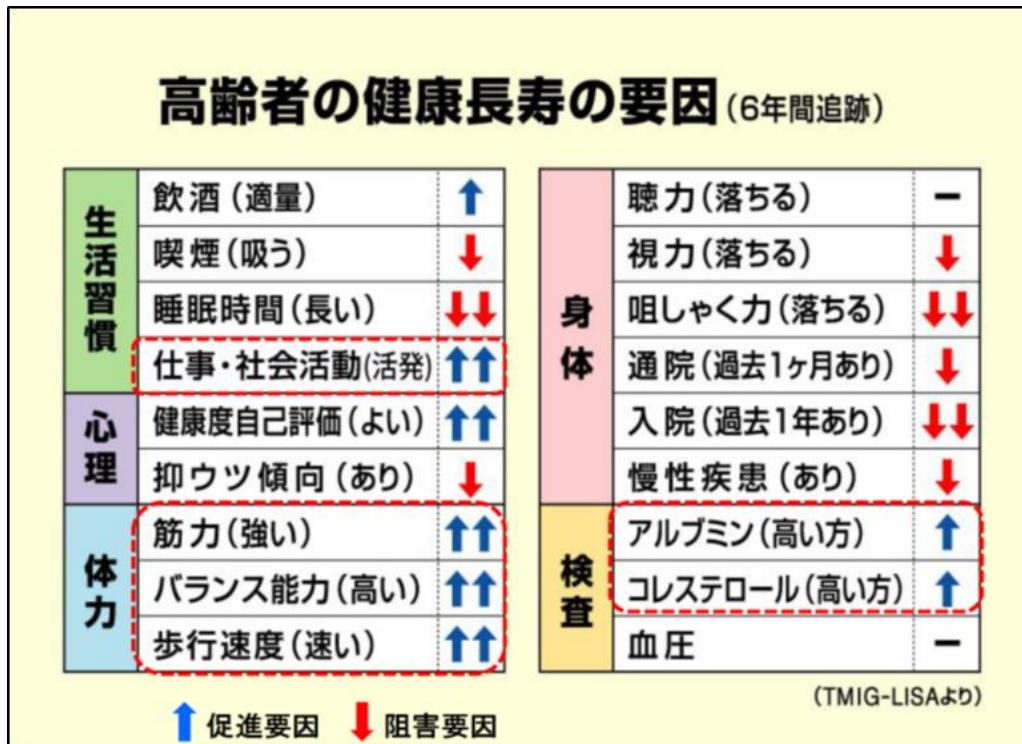 高齢者の健康長寿の要因(6年間追跡)
生活習慣
飲酒(適量) ↑
喫煙(吸う) ↓
睡眠時間(長い) ↓↓
仕事・社会活動(活発) ↑↑
心理
健康度自己評価(よい) ↑↑
抑ウツ傾向(あり) ↓
体力
筋力(強い) ↑↑
バランス能力(高い) ↑↑
歩行速度(速い) ↑↑
身体
聴力(落ちる) −
視力(落ちる) ↓
咀しゃく力(落ちる) ↓↓
通院(過去1ヶ月あり) ↓
入院(過去1年あり) ↓↓
慢性疾患(あり) ↓
検査
アルブミン(高い方) ↑
コレステロール(高い方) ↑
血圧 −
(TMIG-LISAより)
↑ 促進要因 ↓ 阻害要因